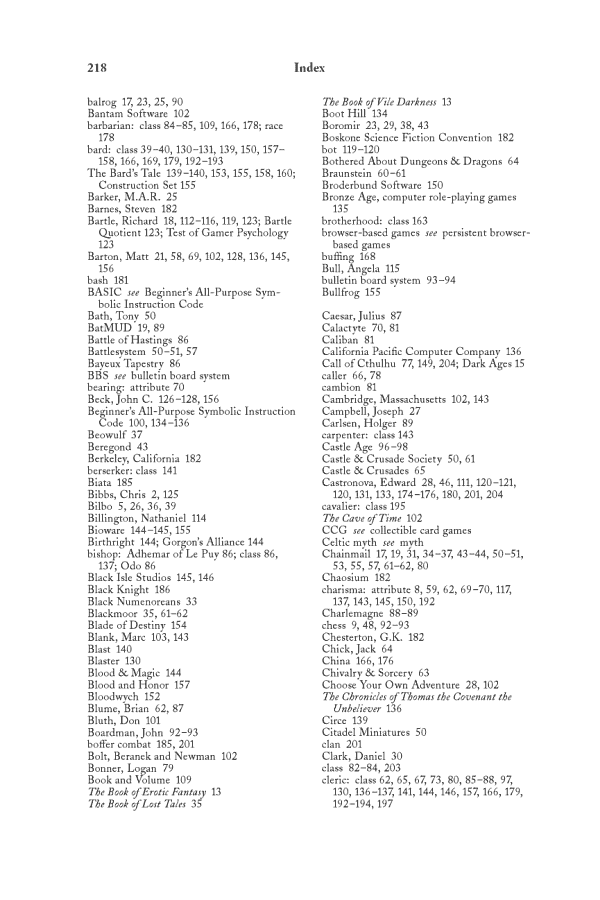 218 Index
balrog 17, 23, 25, 90
Bantam Software 102
barbarian: class 84–85, 109, 166, 178; race
178
bard: class 39–40, 130–131, 139, 150, 157–
158, 166, 169, 179, 192–193
The Bard's Tale 139–140, 153, 155, 158, 160;
Construction Set 155
Barker, M.A.R. 25
Barnes, Steven 182
Bartle, Richard 18, 112–116, 119, 123; Bartle
Quotient 123; Test of Gamer Psychology
123
Barton, Matt 21, 58, 69, 102, 128, 136, 145,
156
bash 181
BASIC see Beginner's All-Purpose Sym-
bolic Instruction Code
Bath, Tony 50
BatMUD 19, 89
Battle of Hastings 86
Battlesystem 50–51, 57
Bayeux Tapestry 86
BBS see bulletin board system
bearing: attribute 70
Beck, John C. 126–128, 156
Beginner's All-Purpose Symbolic Instruction
Code 100, 134–136
Beowulf 37
Beregond 43
Berkeley, California 182
berserker: class 141
Biata 185
Bibbs, Chris 2, 125
Bilbo 5, 26, 36, 39
Billington, Nathaniel 114
Bioware 144–145, 155
Birthright 144; Gorgon's Alliance 144
bishop: Adhemar of Le Puy 86; class 86,
137; Odo 86
Black Isle Studios 145, 146
Black Knight 186
Black Numenoreans 33
Blackmoor 35, 61–62
Blade of Destiny 154
Blank, Marc 103, 143
Blast 140
Blaster 130
Blood & Magic 144
Blood and Honor 157
Bloodwych 152
Blume, Brian 62, 87
Bluth, Don 101
Boardman, John 92–93
boffer combat 185, 201
Bolt, Beranek and Newman 102
Bonner, Logan 79
Book and Volume 109
The Book of Erotic Fantasy 13
The Book of Lost Tales 35
The Book of Vile Darkness 13
Boot Hill 134
Boromir 23, 29, 38, 43
Boskone Science Fiction Convention 182
bot 119–120
Bothered About Dungeons & Dragons 64
Braunstein 60–61
Broderbund Software 150
Bronze Age, computer role-playing games
135
brotherhood: class 163
browser-based games see persistent browser-
based games
buffing 168
Bull, Angela 115
bulletin board system 93–94
Bullfrog 155
Caesar, Julius 87
Calactyte 70, 81
Caliban 81
California Pacific Computer Company 136
Call of Cthulhu 77, 149, 204; Dark Ages 15
caller 66, 78
cambion 81
Cambridge, Massachusetts 102, 143
Campbell, Joseph 27
Carlsen, Holger 89
carpenter: class 143
Castle Age 96–98
Castle & Crusade Society 50, 61
Castle & Crusades 65
Castronova, Edward 28, 46, 111, 120–121,
120, 131, 133, 174–176, 180, 201, 204
cavalier: class 195
The Cave of Time 102
CCG see collectible card games
Celtic myth see myth
Chainmail 17, 19, 31, 34–37, 43–44, 50–51,
53, 55, 57, 61–62, 80
Chaosium 182
charisma: attribute 8, 59, 62, 69–70, 117,
137, 143, 145, 150, 192
Charlemagne 88–89
chess 9, 48, 92–93
Chesterton, G.K. 182
Chick, Jack 64
China 166, 176
Chivalry & Sorcery 63
Choose Your Own Adventure 28, 102
The Chronicles of Thomas the Covenant the
Unbeliever 136
Circe 139
Citadel Miniatures 50
clan 201
Clark, Daniel 30
class 82–84, 203
cleric: class 62, 65, 67, 73, 80, 85–88, 97,
130, 136–137, 141, 144, 146, 157, 166, 179,
192–194, 197